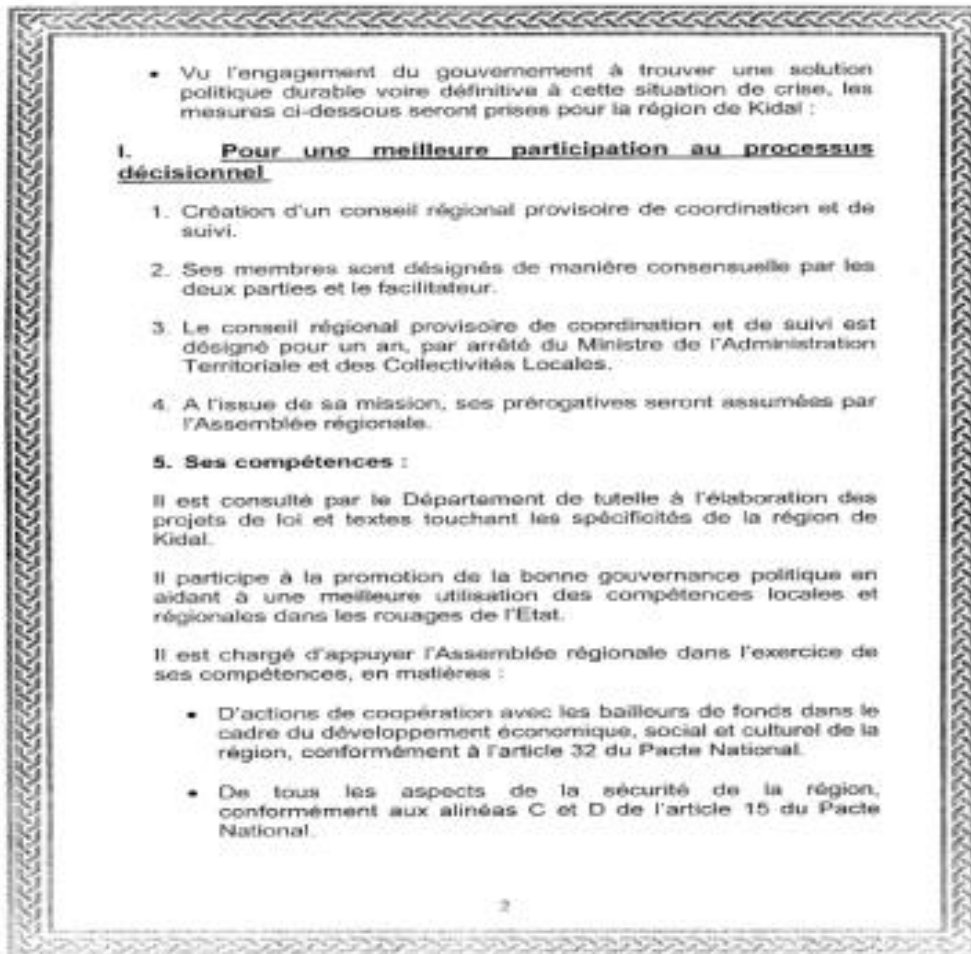 • Vu l'engagement du gouvernement à trouver une solution
politique durable voire définitive à cette situation de crise, les
mesures ci-dessous seront prises pour la région de Kidal :
I. Pour une meilleure participation au processus
décisionnel
1. Création d'un conseil régional provisoire de coordination et de
suivi.
2. Ses membres sont désignés de manière consensuelle par les
deux parties et le facilitateur.
3. Le conseil régional provisoire de coordination et de suivi est
désigné pour un an, par arrêté du Ministre de l'Administration
Territoriale et des Collectivités Locales.
4. A l'issue de sa mission, ses prérogatives seront assumées par
l'Assemblée régionale.
5. Ses compétences :
Il est consulté par le Département de tutelle à l'élaboration des
projets de loi et textes touchant les spécificités de la région de
Kidal.
Il participe à la promotion de la bonne gouvernance politique en
aidant à une meilleure utilisation des compétences locales et
régionales dans les rouages de l'Etat.
Il est chargé d'appuyer l'Assemblée régionale dans l'exercice de
ses compétences, en matières :
• D'actions de coopération avec les bailleurs de fonds dans le
cadre du développement économique, social et culturel de la
région, conformément à l'article 32 du Pacte National.
• De tous les aspects de la sécurité de la région,
conformément aux alinéas C et D de l'article 15 du Pacte
National.
2